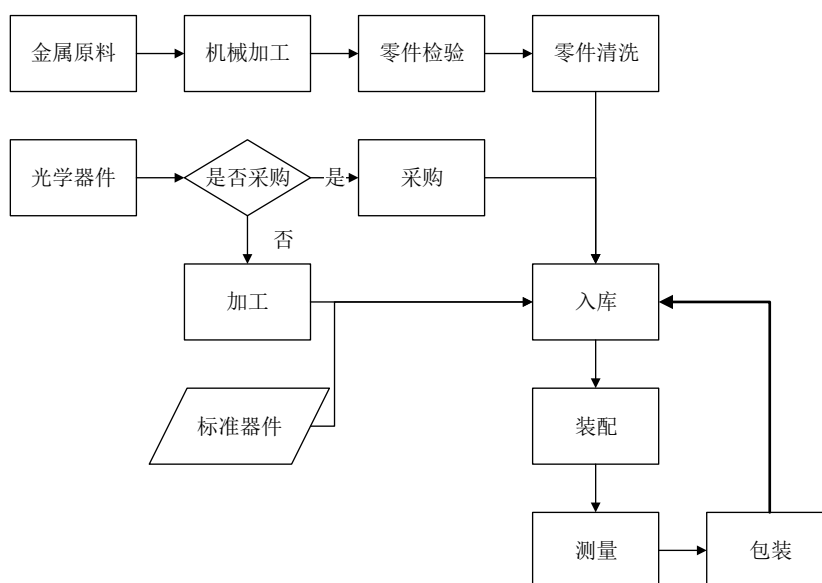 金属原料
机械加工
零件检验
零件清洗
光学器件
是否采购
是
采购
否
加工
入库
标准器件
装配
测量
包装